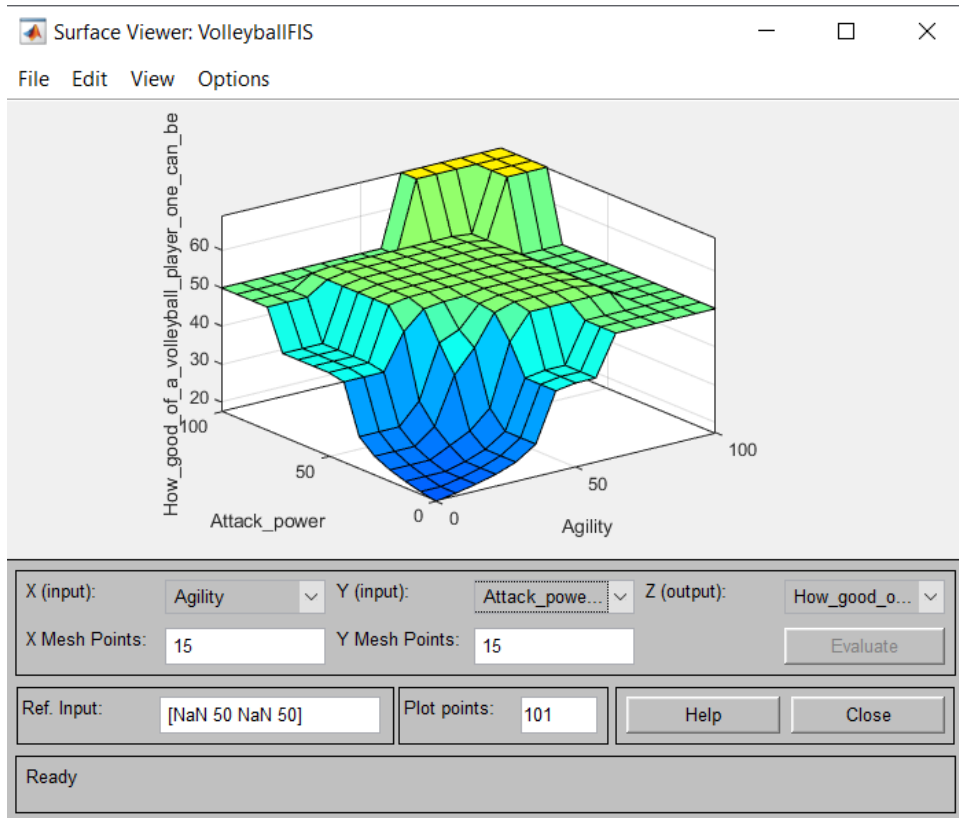 Surface Viewer: VolleyballFIS
File Edit View Options
How_good_of_a_volleyball_player_one_can_be
60
50
40
30
20
100
50
0
Attack_power
0
50
100
Agility
X (input): Agility Y (input): Attack_powe... Z (output): How_good_o...
X Mesh Points: 15 Y Mesh Points: 15 Evaluate
Ref. Input: [NaN 50 NaN 50] Plot points: 101 Help Close
Ready